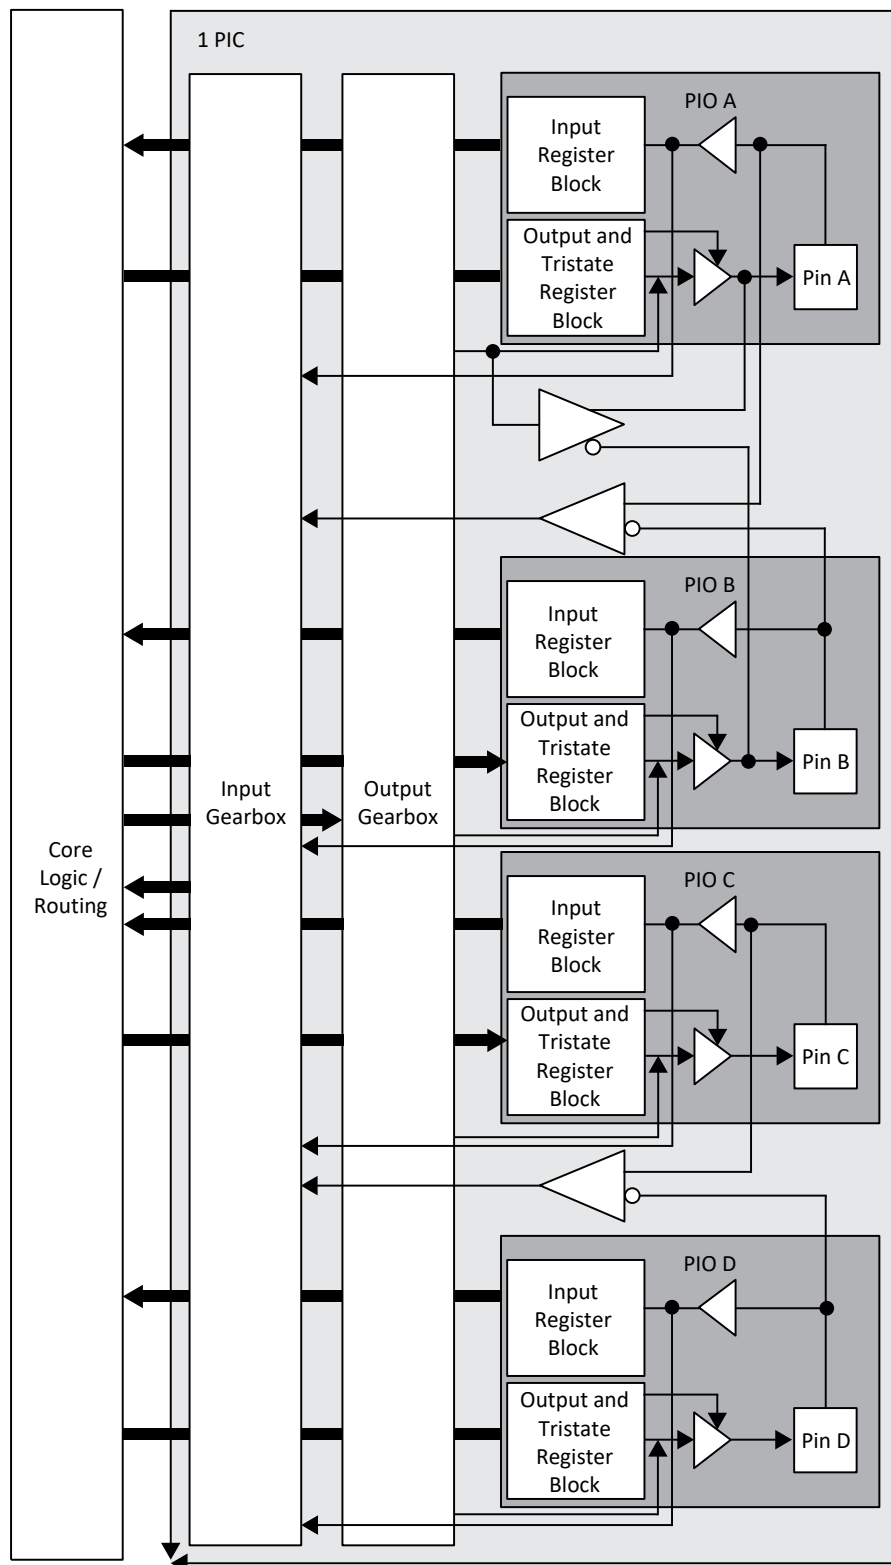 1 PIC
PIO A
Input
Register
Block
Output and
Tristate
Register
Block
Pin A
PIO B
Input
Register
Block
Output and
Tristate
Register
Block
Pin B
Input
Gearbox
Output
Gearbox
Core
Logic /
Routing
PIO C
Input
Register
Block
Output and
Tristate
Register
Block
Pin C
PIO D
Input
Register
Block
Output and
Tristate
Register
Block
Pin D